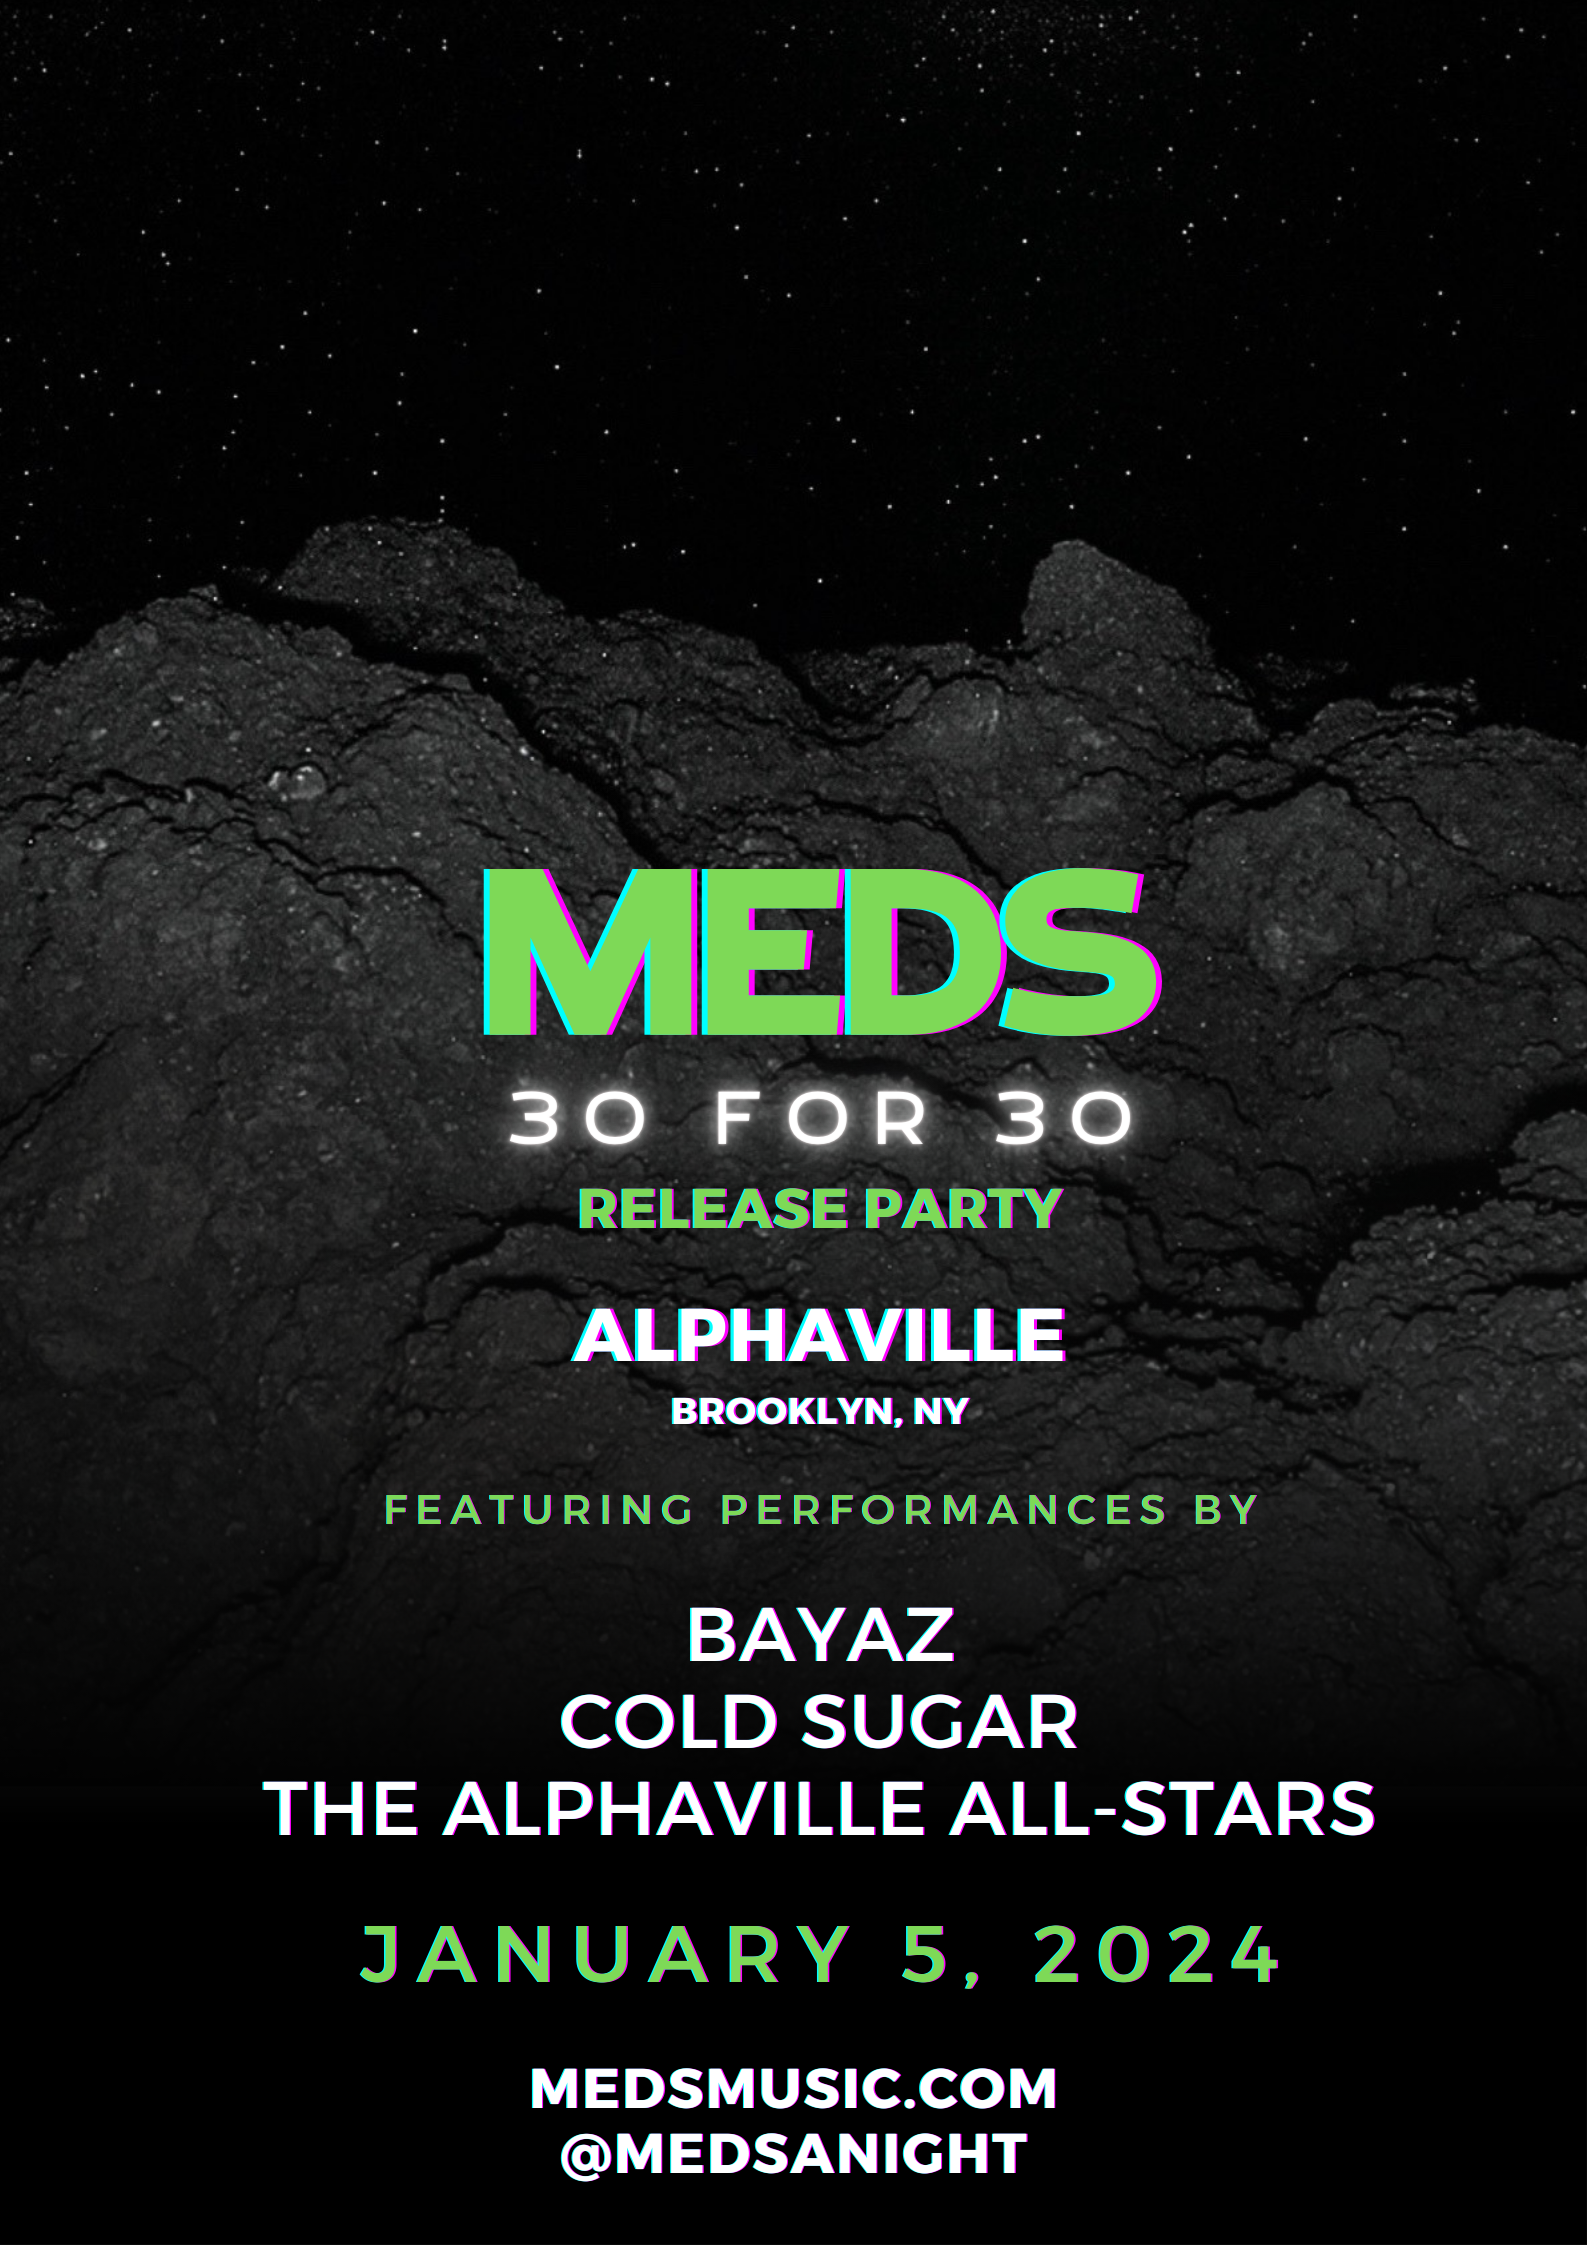 MEDS
30 FOR 30
RELEASE PARTY
ALPHAVILLE
BROOKLYN, NY
FEATURING PERFORMANCES BY
BAYAZ
COLD SUGAR
THE ALPHAVILLE ALL-STARS
JANUARY 5, 2024
MEDSMUSIC.COM
@MEDSANIGHT